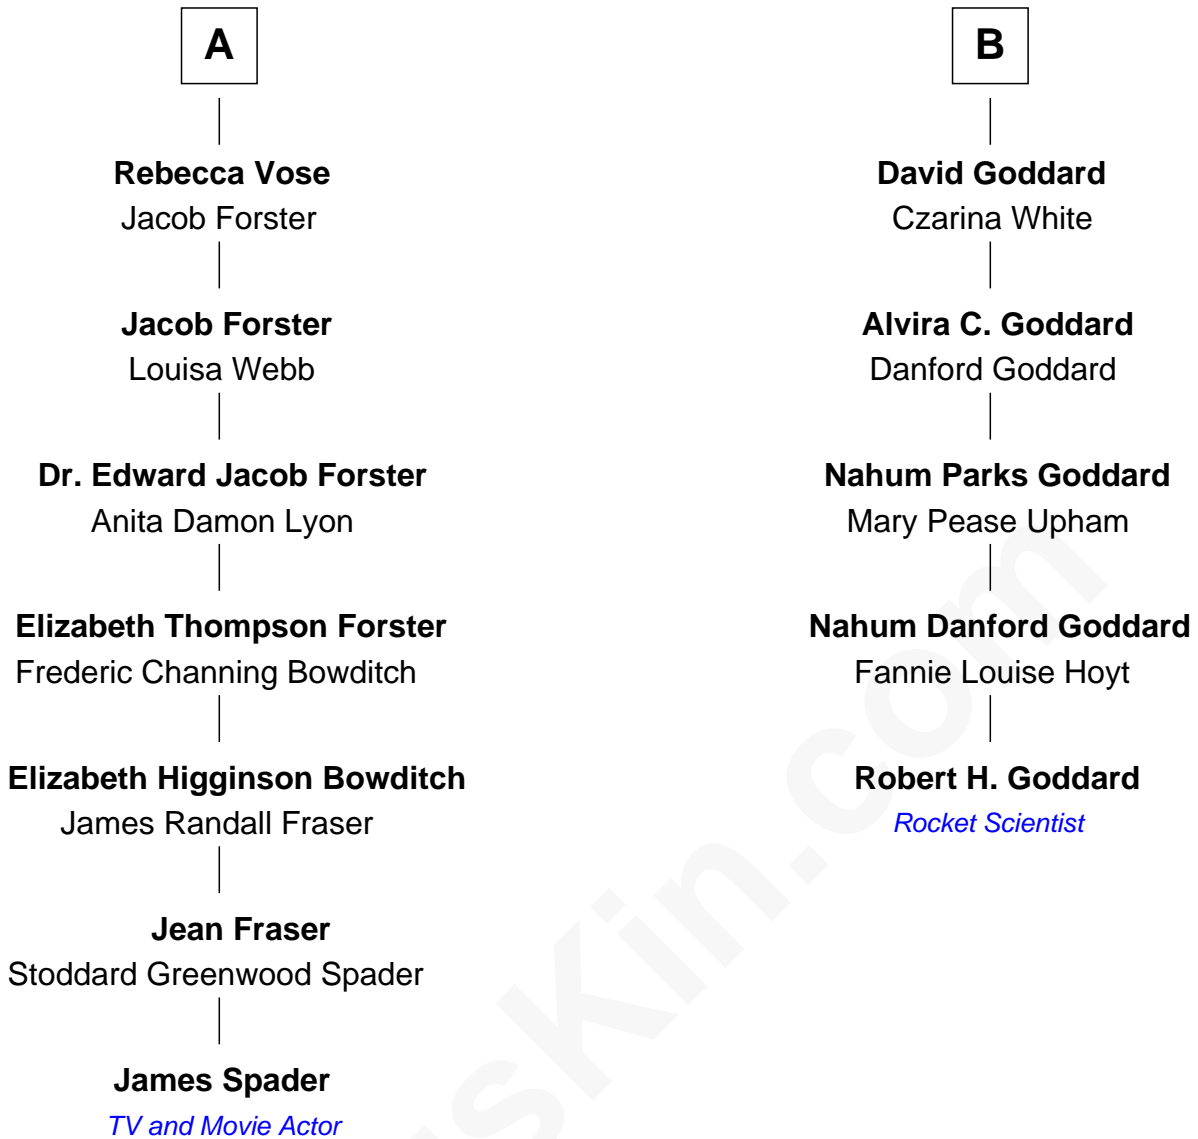 A
Rebecca Vose
Jacob Forster
Jacob Forster
Louisa Webb
Dr. Edward Jacob Forster
Anita Damon Lyon
Elizabeth Thompson Forster
Frederic Channing Bowditch
Elizabeth Higginson Bowditch
James Randall Fraser
Jean Fraser
Stoddard Greenwood Spader
James Spader
TV and Movie Actor
B
David Goddard
Czarina White
Alvira C. Goddard
Danford Goddard
Nahum Parks Goddard
Mary Pease Upham
Nahum Danford Goddard
Fannie Louise Hoyt
Robert H. Goddard
Rocket Scientist